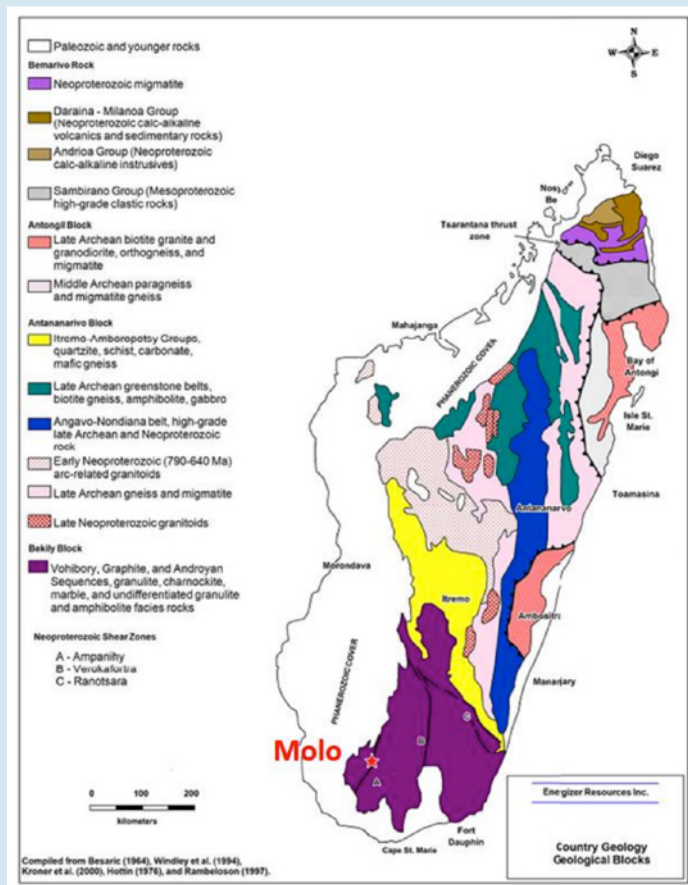 Paleozoic and younger rocks
Bemarivo Rock
Neoproterozoic migmatite
Daraina - Milanoa Group
(Neoproterozoic calc-alkaline
volcanics and sedimentary rocks)
Andrioa Group (Neoproterozoic
calc-alkaline instrusives)
Sambirano Group (Mesoproterozoic
high-grade clastic rocks)
Antongil Block
Late Archean biotite granite and
granodiorite, orthogneiss, and
migmatite
Middle Archean paragneiss
and migmatite gneiss
Antananarivo Block
Itremo-Amboropotsy Groups,
quartzite, schist, carbonate,
mafic gneiss
Late Archean greenstone belts,
biotite gneiss, amphibolite, gabbro
Angavo-Nondiana belt, high-grade
late Archean and Neoproterozoic
rock
Early Neoproterozoic (790-640 Ma)
arc-related granitoids
Late Archean gneiss and migmatite
Late Neoproterozoic granitoids
Bekily Block
Vohibory, Graphite, and Androyan
Sequences, granulite, charnockite,
marble, and undifferentiated granulite
and amphibolite facies rocks
Neoproterozoic Shear Zones
A - Ampanihy
B -
C - Ranotsara
0 100 200
kilometers
Compiled from Besaric (1964), Windley et al. (1994),
Kroner et al. (2000), Hottin (1976), and Rambeloson (1997).
N
W E
S
Diego
Suarez
Nosy
Be
Tsarantana thrust
zone
Mahajanga
PHANEROZOIC COVER
Bay of
Antongi
Isle St.
Marie
Toamasina
Antananarvo
Morondava
Itremo
Ambositra
Manarjary
PHANEROZOIC COVER
C
B
Molo
A
Fort
Dauphin
Cape St. Marie
Energizer Resources Inc.
Country Geology
Geological Blocks